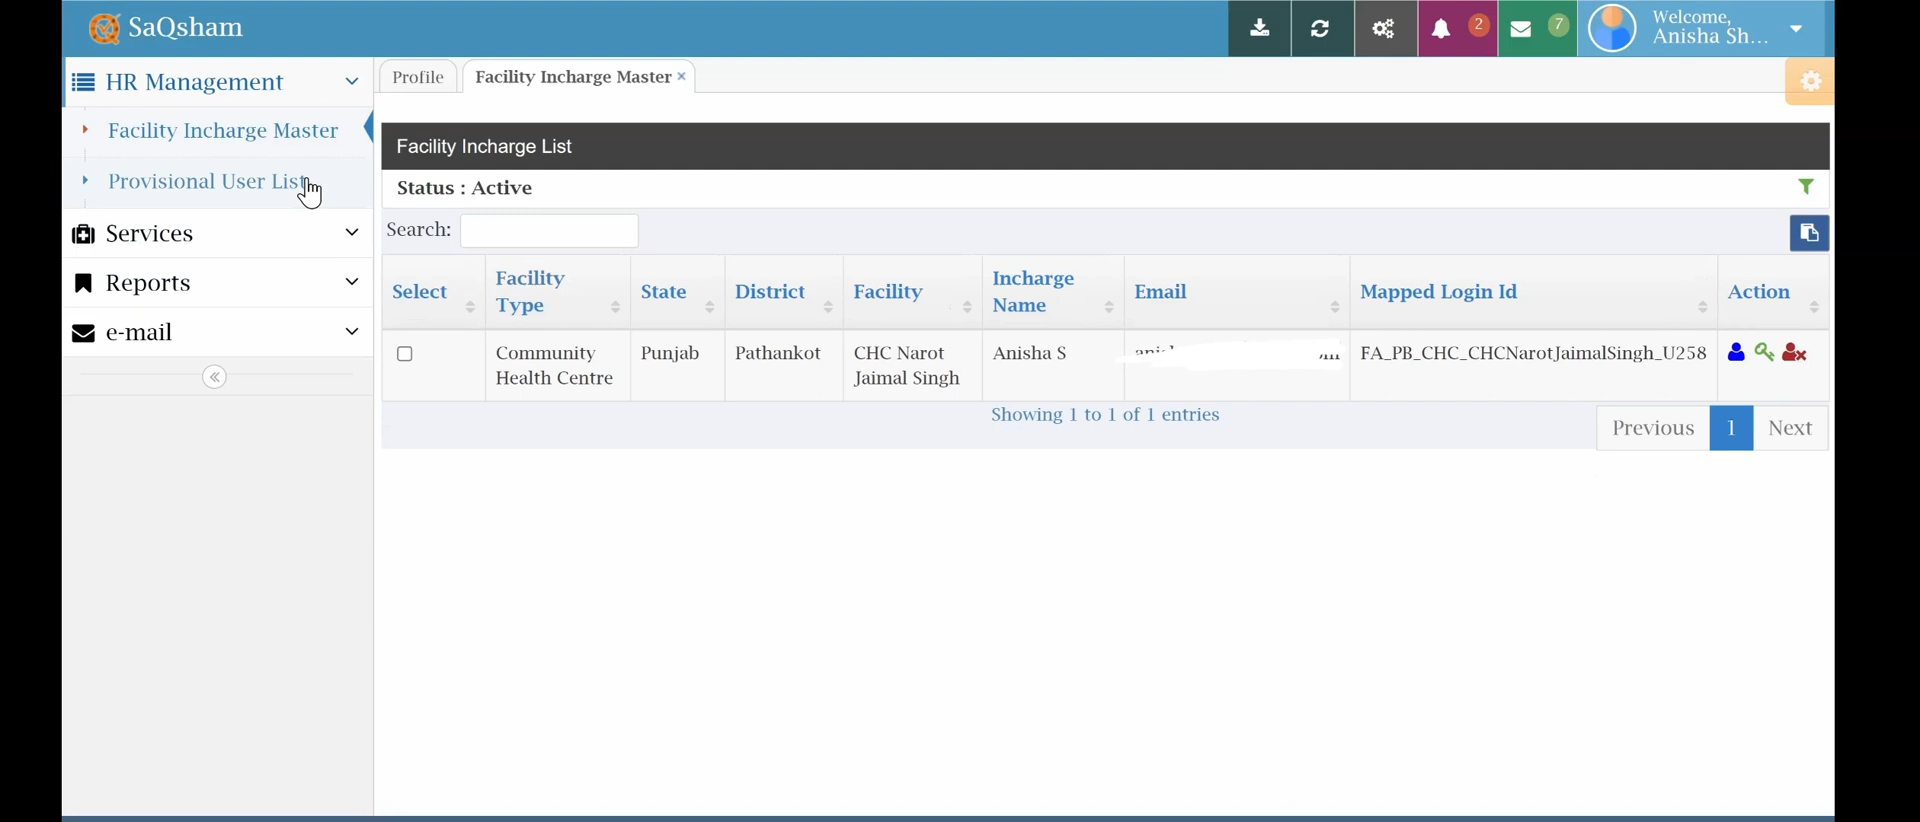 SaQsham
2
7
Welcome,
Anisha Sh...
HR Management
Profile
Facility Incharge Master ×
Facility Incharge Master
Provisional User List
Services
Reports
e-mail
Facility Incharge List
Status : Active
Search:
Select
Facility Type
State
District
Facility
Incharge Name
Email
Mapped Login Id
Action
Community Health Centre
Punjab
Pathankot
CHC Narot Jaimal Singh
Anisha S
FA_PB_CHC_CHCNarotJaimalSingh_U258
Showing 1 to 1 of 1 entries
Previous
1
Next